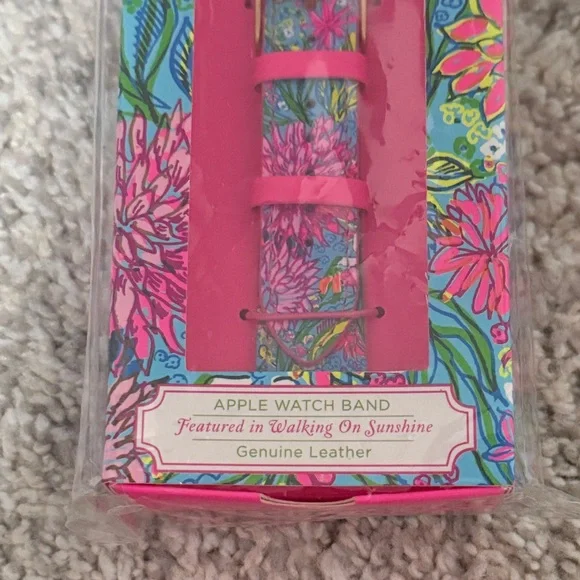 APPLE WATCH BAND
Featured in Walking On Sunshine
Genuine Leather